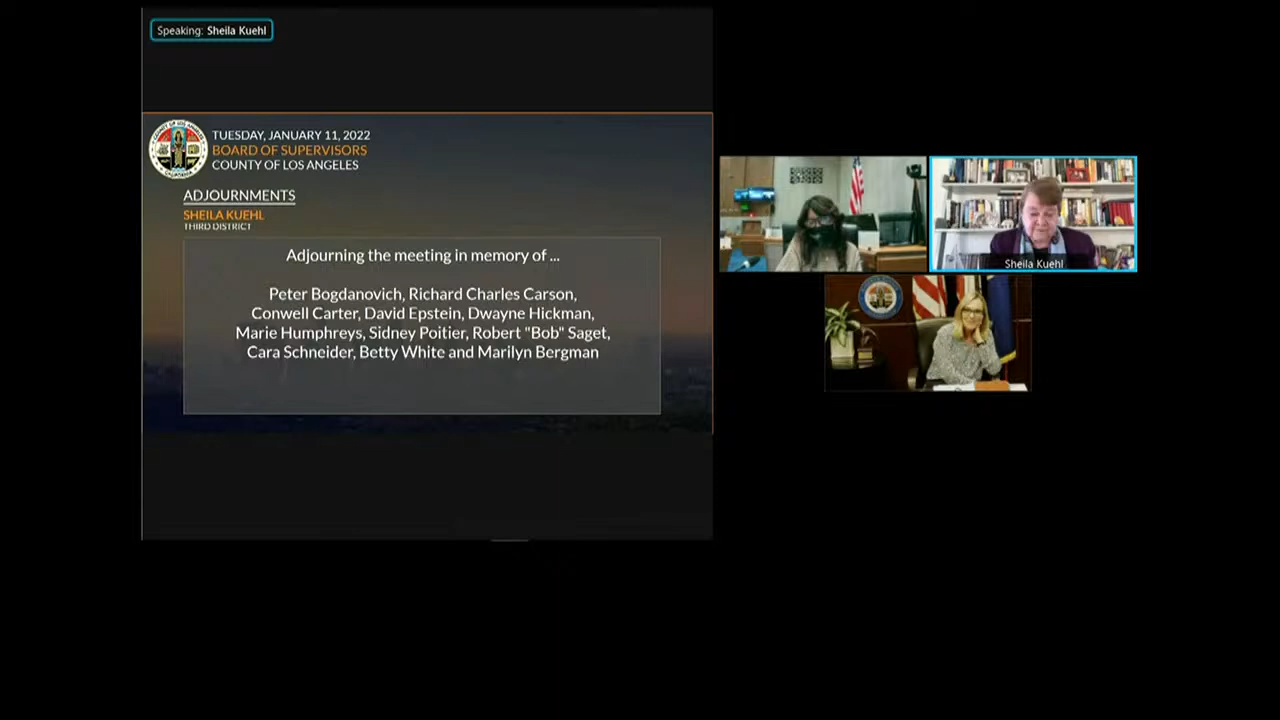 Speaking: Sheila Kuehl
TUESDAY, JANUARY 11, 2022
BOARD OF SUPERVISORS
COUNTY OF LOS ANGELES
ADJOURNMENTS
SHEILA KUEHL
THIRD DISTRICT
Adjourning the meeting in memory of ...
Peter Bogdanovich, Richard Charles Carson,
Conwell Carter, David Epstein, Dwayne Hickman,
Marie Humphreys, Sidney Poitier, Robert "Bob" Saget,
Cara Schneider, Betty White and Marilyn Bergman
Sheila Kuehl